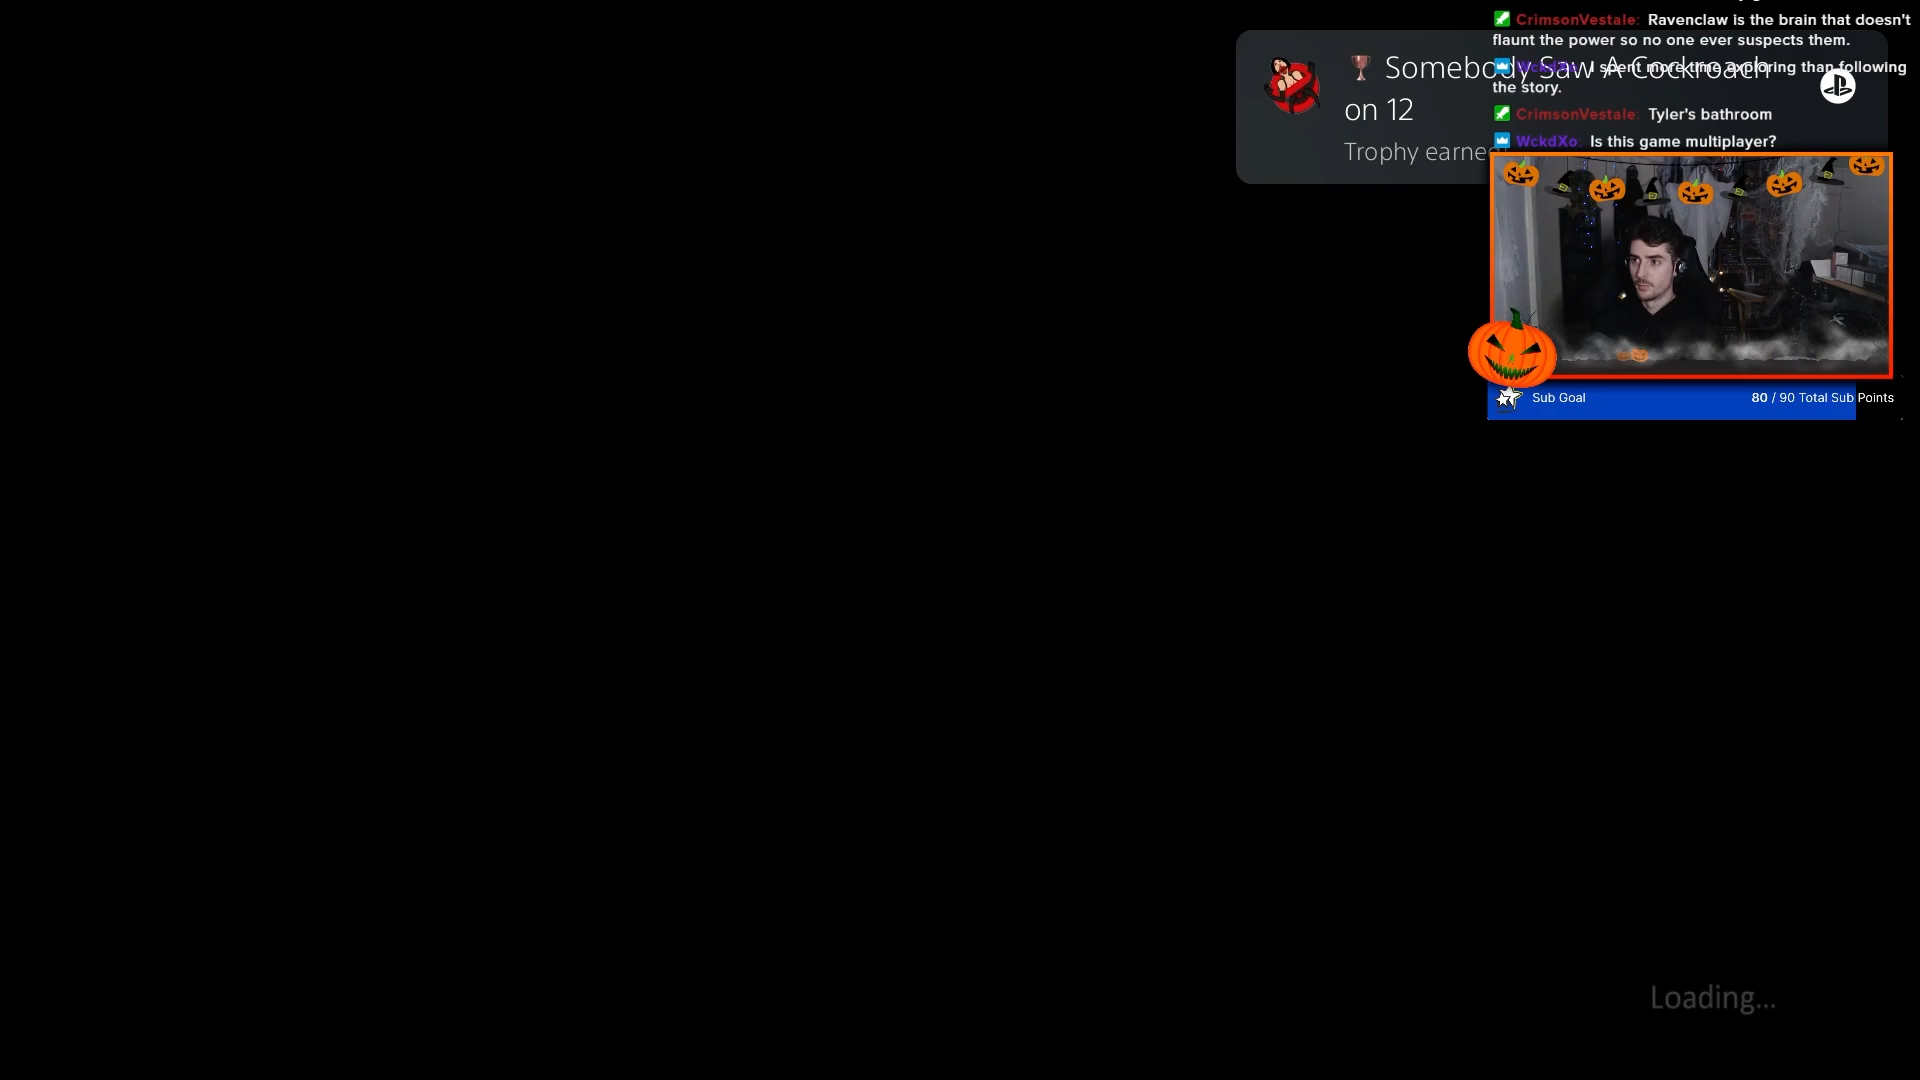 CrimsonVestale: Ravenclaw is the brain that doesn't
flaunt the power so no one ever suspects them.
Somebody Saw A Cockroach
WckdXo: I spent more time exploring than following
the story.
on 12
CrimsonVestale: Tyler's bathroom
WckdXo: Is this game multiplayer?
Trophy earned
Sub Goal
80 / 90 Total Sub Points
Loading...